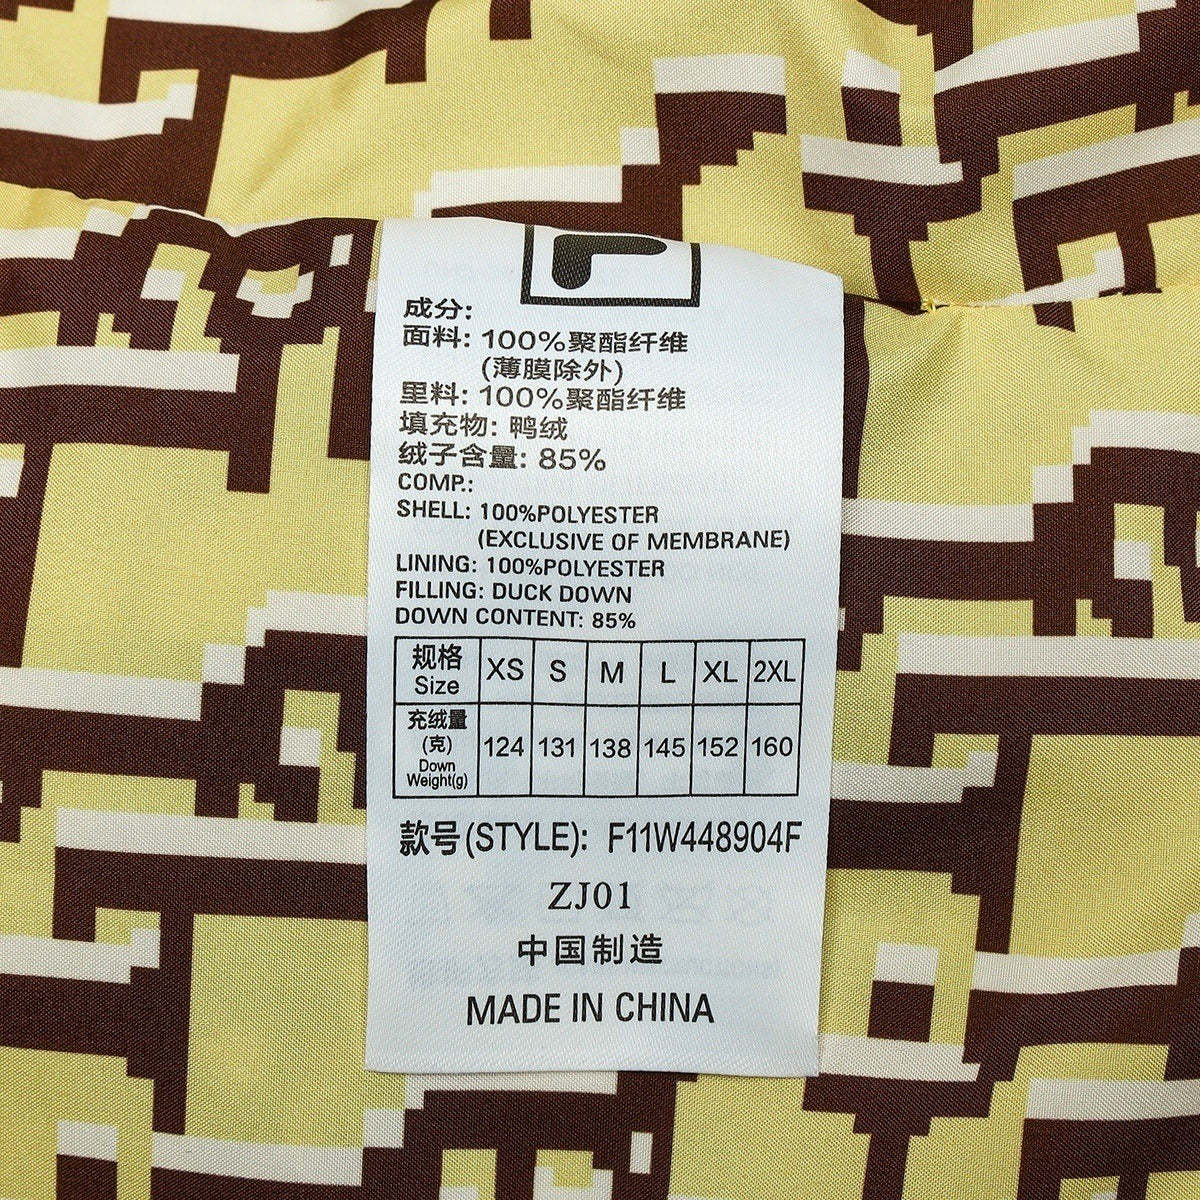 成分:
面料: 100%聚酯纤维
(薄膜除外)
里料: 100%聚酯纤维
填充物: 鸭绒
绒子含量: 85%
COMP.:
SHELL: 100%POLYESTER
(EXCLUSIVE OF MEMBRANE)
LINING: 100%POLYESTER
FILLING: DUCK DOWN
DOWN CONTENT: 85%
规格 Size XS S M L XL 2XL
充绒量 (克) Down Weight(g) 124 131 138 145 152 160
款号(STYLE): F11W448904F
ZJ01
中国制造
MADE IN CHINA